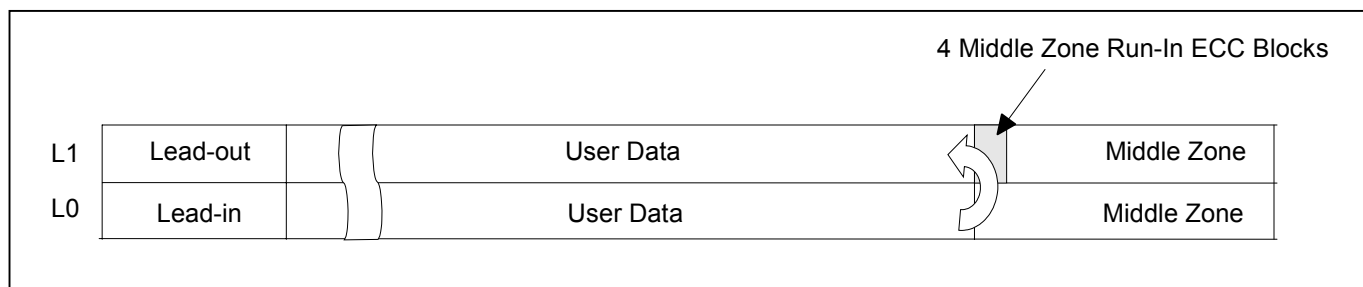 4 Middle Zone Run-In ECC Blocks
L1 Lead-out User Data Middle Zone
L0 Lead-in User Data Middle Zone